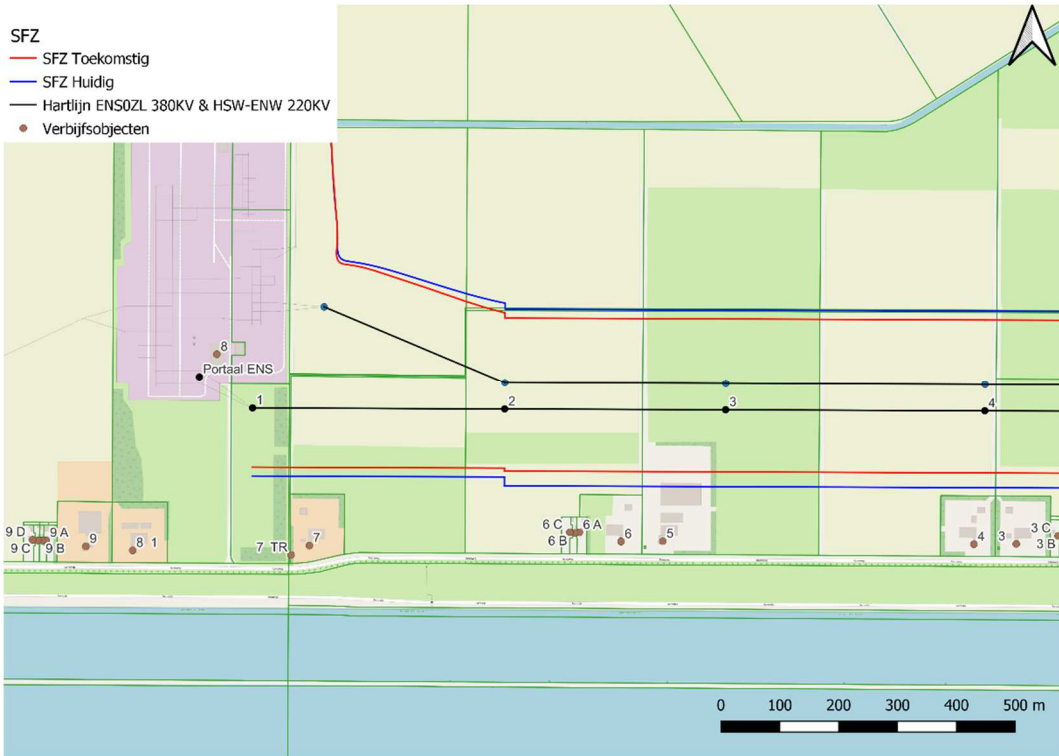 SFZ
SFZ Toekomstig
SFZ Huidig
Hartlijn ENS0ZL 380KV & HSW-ENW 220KV
Verbijfsobjecten
8
Portaal ENS
1
2
3
4
9 D
9 A
9 C
9 B
9
8
1
7 TR
7
6 C
6 A
6 B
6
5
4
3
3 C
3 B
0 100 200 300 400 500 m